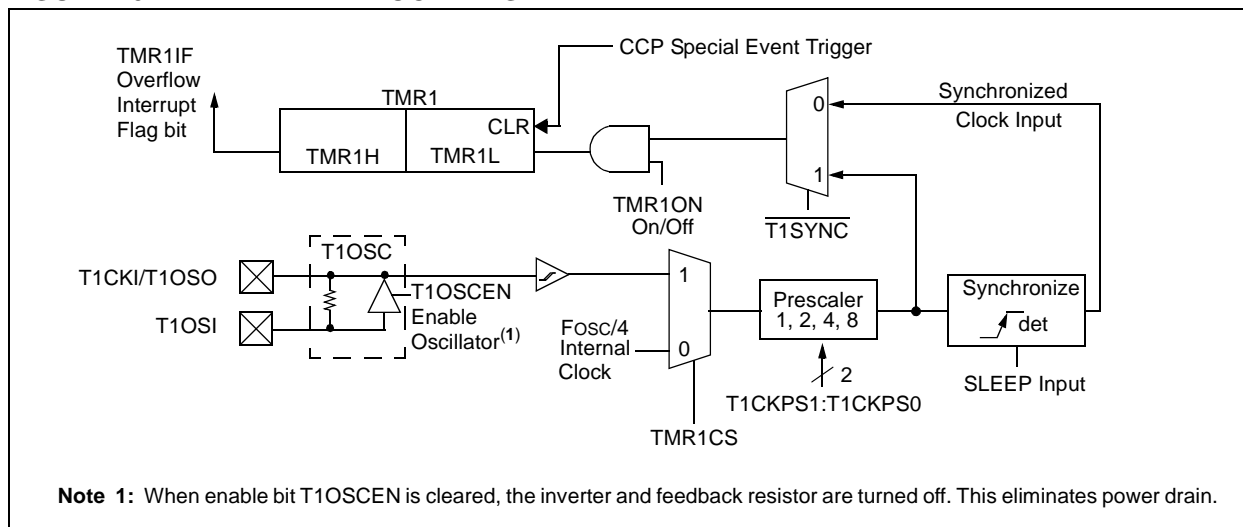 TMR1IF
Overflow
Interrupt
Flag bit
TMR1
TMR1H
TMR1L
CLR
CCP Special Event Trigger
TMR1ON
On/Off
0
1
T1SYNC
Synchronized
Clock Input
T1CKI/T1OSO
T1OSI
T1OSC
T1OSCEN
Enable
Oscillator(1)
FOSC/4
Internal
Clock
1
0
TMR1CS
Prescaler
1, 2, 4, 8
2
T1CKPS1:T1CKPS0
Synchronize
det
SLEEP Input
Note 1: When enable bit T1OSCEN is cleared, the inverter and feedback resistor are turned off. This eliminates power drain.